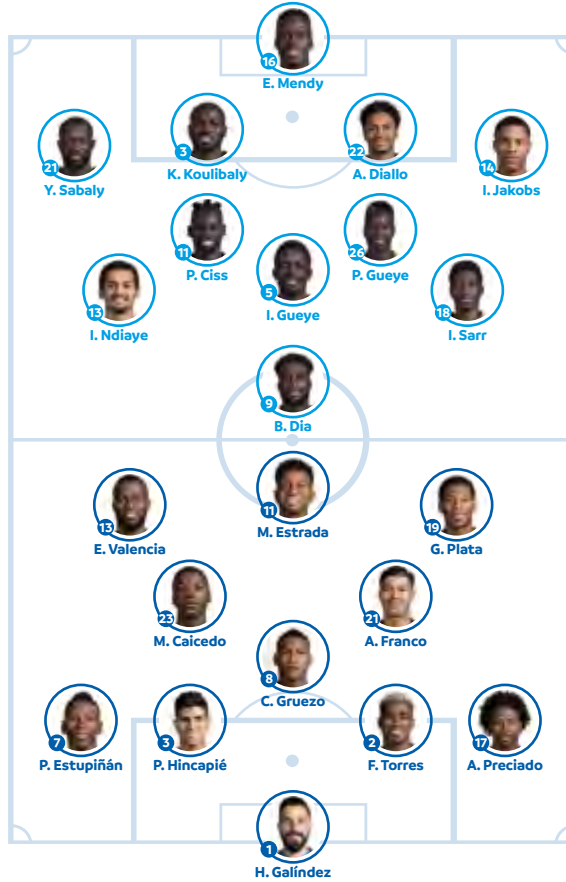 16
E. Mendy
21
Y. Sabaly
3
K. Koulibaly
22
A. Diallo
14
I. Jakobs
11
P. Ciss
26
P. Gueye
5
I. Gueye
13
I. Ndiaye
18
I. Sarr
9
B. Dia
13
E. Valencia
11
M. Estrada
19
G. Plata
23
M. Caicedo
21
A. Franco
8
C. Gruezo
7
P. Estupiñán
3
P. Hincapié
2
F. Torres
17
A. Preciado
1
H. Galíndez